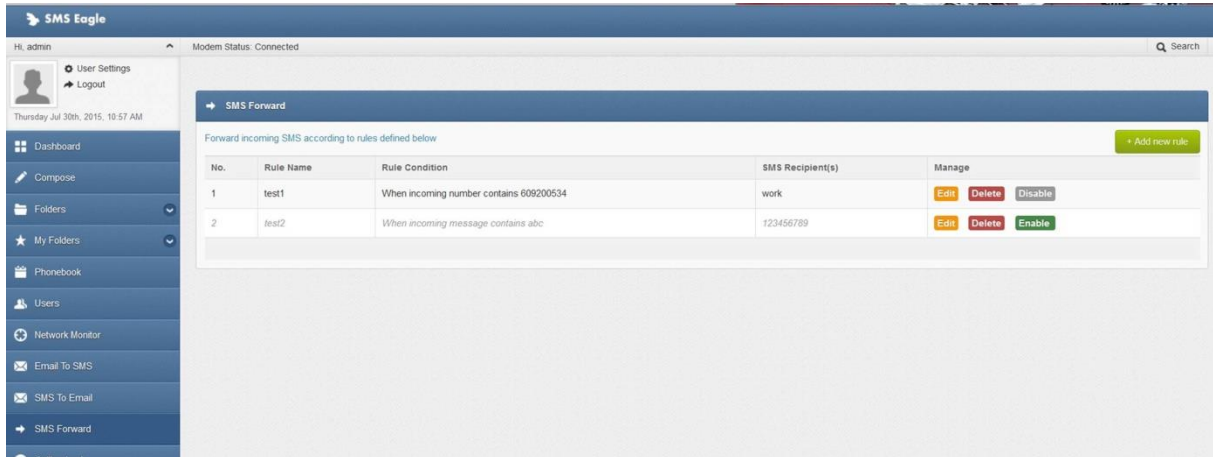 SMS Eagle
Hi, admin
Modem Status: Connected
Search
User Settings
Logout
Thursday Jul 30th, 2015, 10:57 AM
SMS Forward
Forward incoming SMS according to rules defined below
+ Add new rule
No. Rule Name Rule Condition SMS Recipient(s) Manage
1 test1 When incoming number contains 609200534 work Edit Delete Disable
2 test2 When incoming message contains abc 123456789 Edit Delete Enable
Dashboard
Compose
Folders
My Folders
Phonebook
Users
Network Monitor
Email To SMS
SMS To Email
SMS Forward